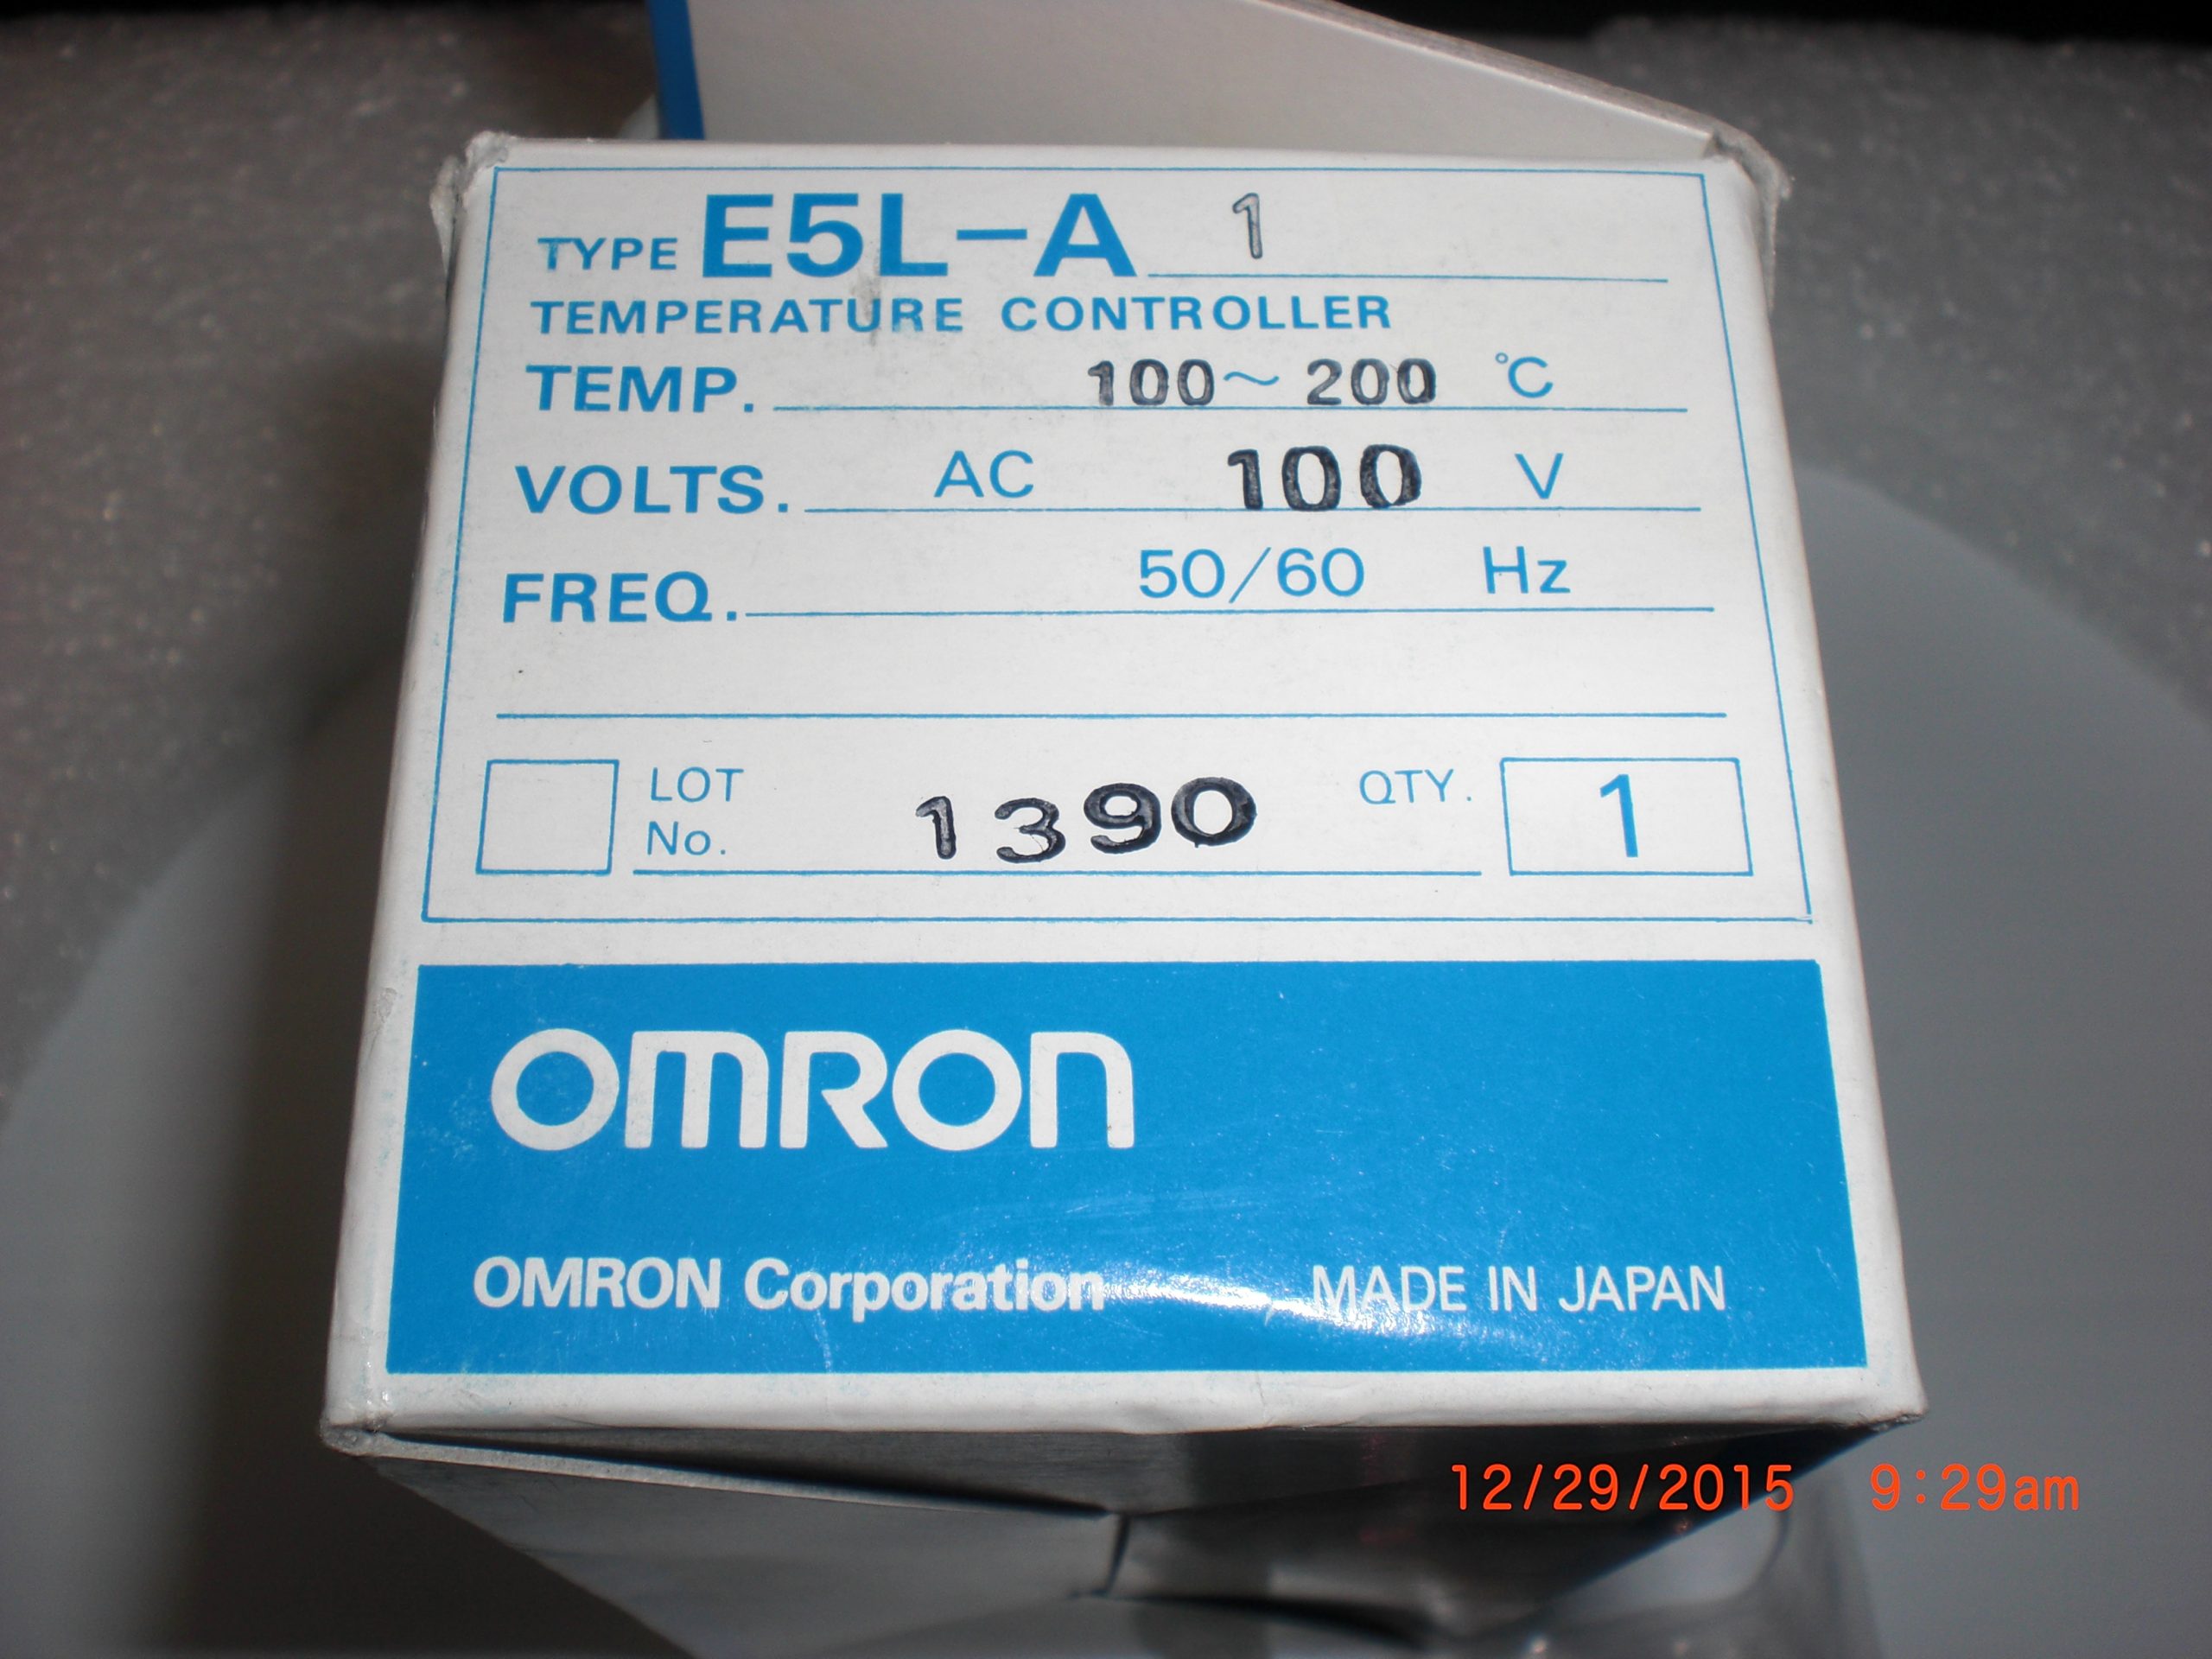 TYPE E5L-A 1
TEMPERATURE CONTROLLER
TEMP. 100~200 °C
VOLTS. AC 100 V
FREQ. 50/60 Hz
LOT No. 1390 QTY. 1
OMRON
OMRON Corporation MADE IN JAPAN
12/29/2015 9:29am